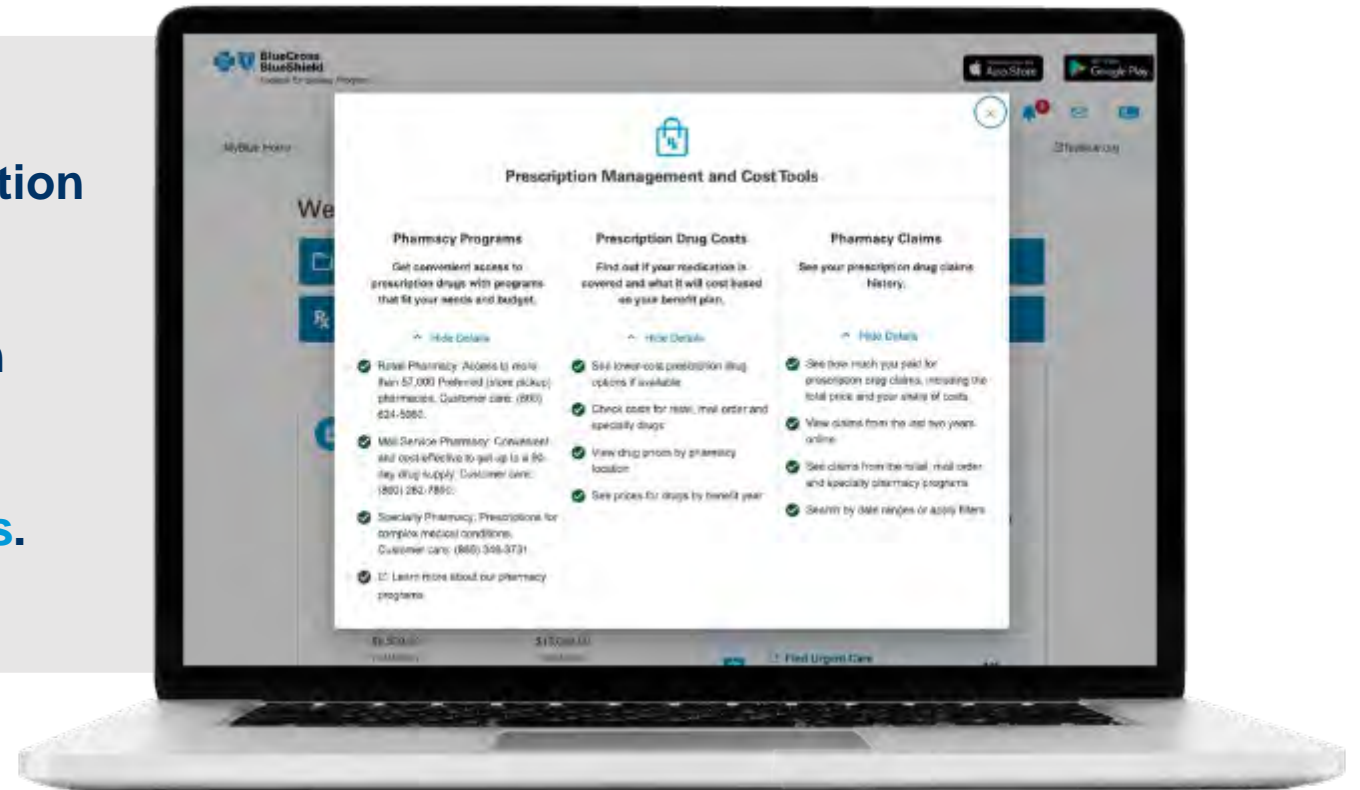 tion
n
s.
BlueCross
BlueShield
App Store
Google Play
MyBlue Home
We
Prescription Management and Cost Tools
Pharmacy Programs
Get convenient access to
prescription drugs with programs
that fit your needs and budget.
Hide Details
Retail Pharmacy: Access to more
than 57,000 Preferred (store pickup)
pharmacies. Customer care: (800)
Mail Service Pharmacy: Convenient
and cost-effective to get up to a 90-
day drug supply. Customer care:
(800) 262-7890.
Specialty Pharmacy: Prescriptions for
complex medical conditions.
Customer care: (888) 346-3731
Learn more about our pharmacy
programs
Prescription Drug Costs
Find out if your medication is
covered and what it will cost based
on your benefit plan.
Hide Details
See lower-cost prescription drug
options if available
Check costs for retail, mail order and
specialty drugs
View drug prices by pharmacy
location
See prices for drugs by benefit year
Pharmacy Claims
See your prescription drug claims
history.
Hide Details
See how much you paid for
prescription drug claims, including the
total price and your share of costs
View claims from the last two years
online
See claims from the retail, mail order
and specialty pharmacy programs
Search by date ranges or apply filters
Find Urgent Care